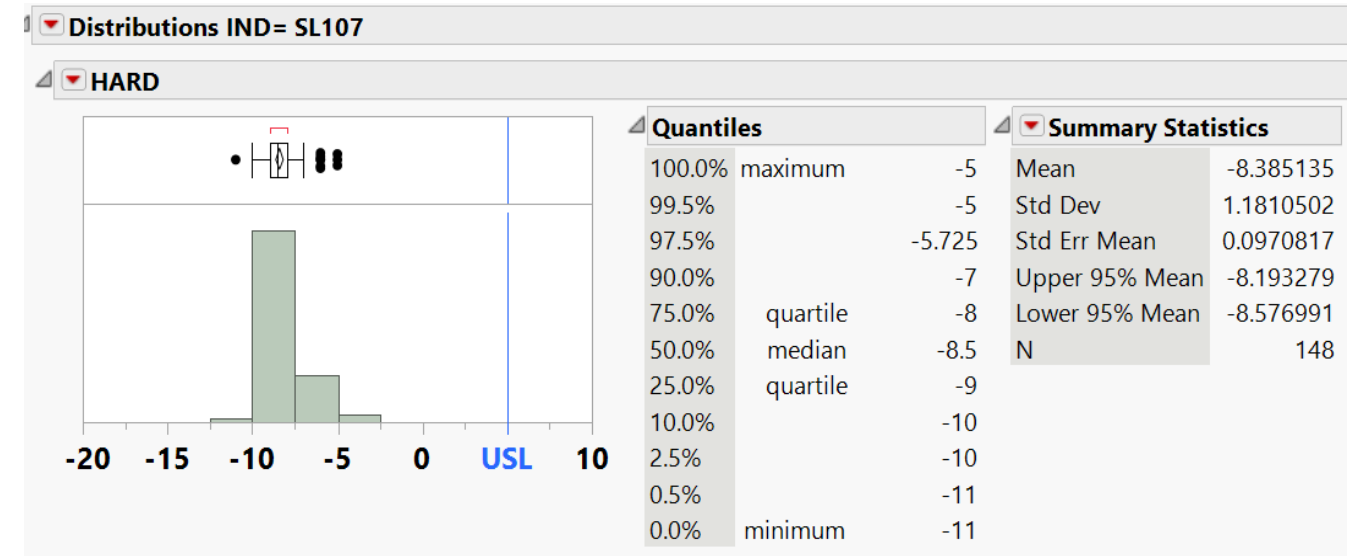 Distributions IND= SL107
HARD
-20 -15 -10 -5 0 USL 10
Quantiles
100.0% maximum -5
99.5% -5
97.5% -5.725
90.0% -7
75.0% quartile -8
50.0% median -8.5
25.0% quartile -9
10.0% -10
2.5% -10
0.5% -11
0.0% minimum -11
Summary Statistics
Mean -8.385135
Std Dev 1.1810502
Std Err Mean 0.0970817
Upper 95% Mean -8.193279
Lower 95% Mean -8.576991
N 148